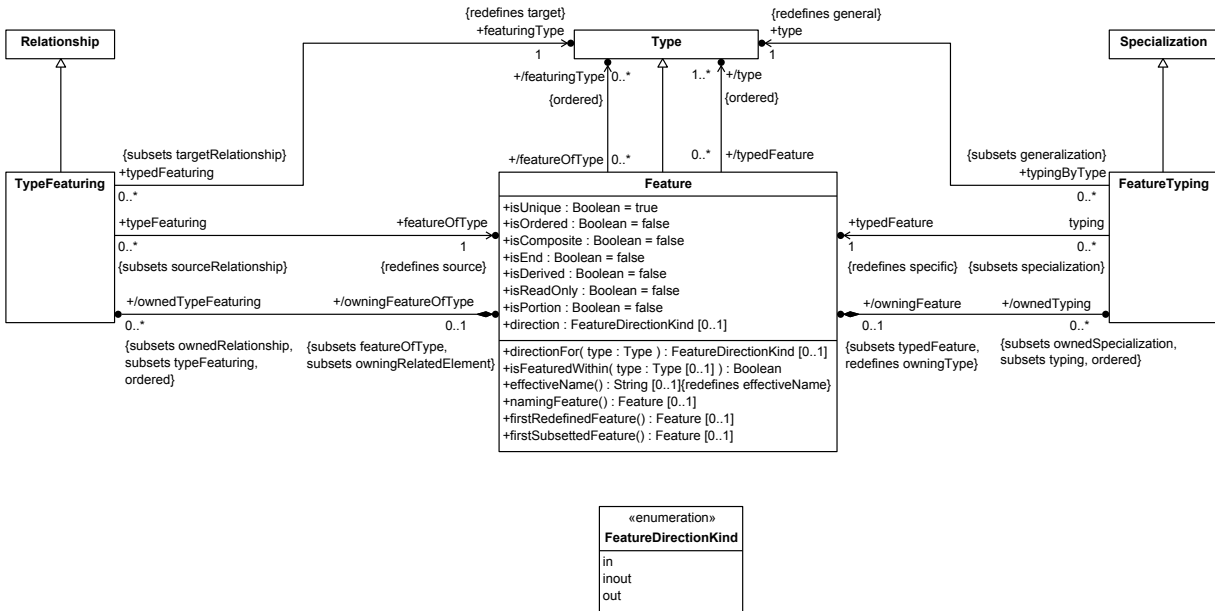 {redefines target}
{redefines general}
+featuringType
+type
Relationship
Type
Specialization
1
1
+/featuringType
0..*
1..*
+/type
{ordered}
{ordered}
{subsets targetRelationship}
+/featureOfType
0..*
0..*
+/typedFeature
{subsets generalization}
+typedFeaturing
+typingByType
TypeFeaturing
Feature
FeatureTyping
0..*
0..*
+isUnique : Boolean = true
+isOrdered : Boolean = false
+isComposite : Boolean = false
+isEnd : Boolean = false
+isDerived : Boolean = false
+isReadOnly : Boolean = false
+isPortion : Boolean = false
+direction : FeatureDirectionKind [0..1]
+typeFeaturing
+featureOfType
+typedFeature
typing
0..*
1
1
0..*
{subsets sourceRelationship}
{redefines source}
{redefines specific}
{subsets specialization}
+/ownedTypeFeaturing
+/owningFeatureOfType
+/owningFeature
+/ownedTyping
0..*
0..1
0..1
0..*
{subsets ownedRelationship,
subsets typeFeaturing,
ordered}
{subsets featureOfType,
subsets owningRelatedElement}
{subsets typedFeature,
redefines owningType}
{subsets ownedSpecialization,
subsets typing, ordered}
+directionFor( type : Type ) : FeatureDirectionKind [0..1]
+isFeaturedWithin( type : Type [0..1] ) : Boolean
+effectiveName() : String [0..1]{redefines effectiveName}
+namingFeature() : Feature [0..1]
+firstRedefinedFeature() : Feature [0..1]
+firstSubsettedFeature() : Feature [0..1]
«enumeration»
FeatureDirectionKind
in
inout
out